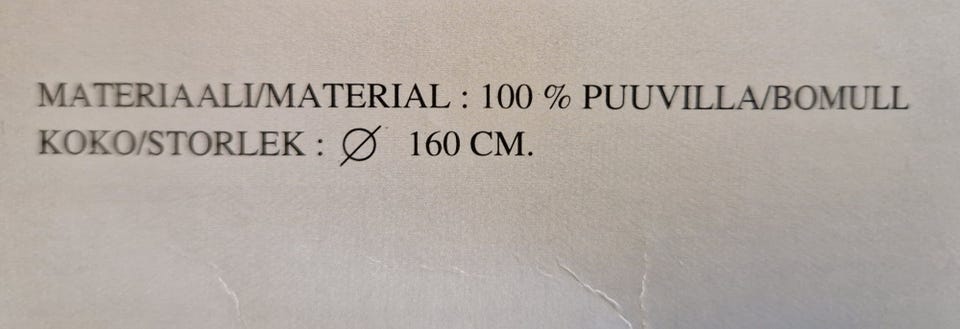 MATERIAALI/MATERIAL : 100 % PUUVILLA/BOMULL
KOKO/STORLEK : Ø 160 CM.